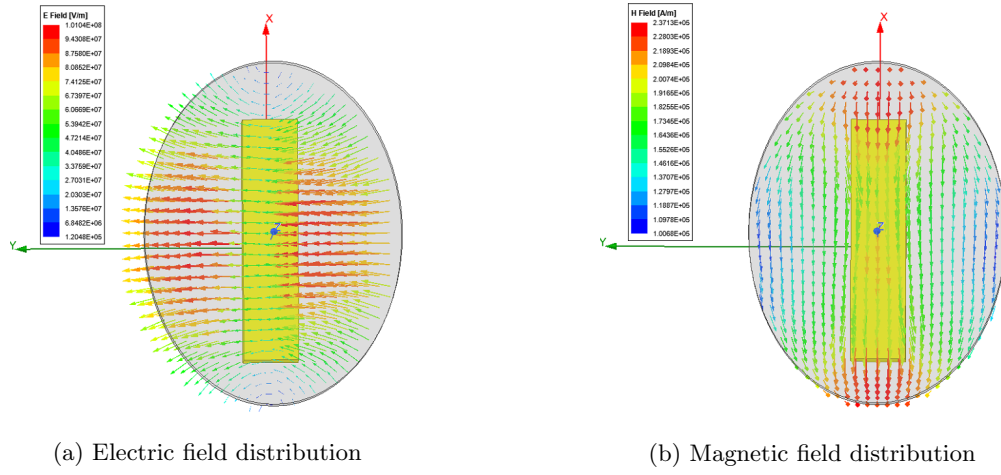 E Field [V/m]
1.0104E+08
9.4308E+07
8.7580E+07
8.0852E+07
7.4125E+07
6.7397E+07
6.0669E+07
5.3942E+07
4.7214E+07
4.0486E+07
3.3759E+07
2.7031E+07
2.0303E+07
1.3576E+07
6.8482E+06
1.2048E+05
X
Y
Z
(a) Electric field distribution
H Field [A/m]
2.3713E+05
2.2803E+05
2.1894E+05
2.0984E+05
2.0074E+05
1.9165E+05
1.8255E+05
1.7345E+05
1.6436E+05
1.5526E+05
1.4616E+05
1.3707E+05
1.2797E+05
1.1887E+05
1.0978E+05
1.0068E+05
X
Y
Z
(b) Magnetic field distribution